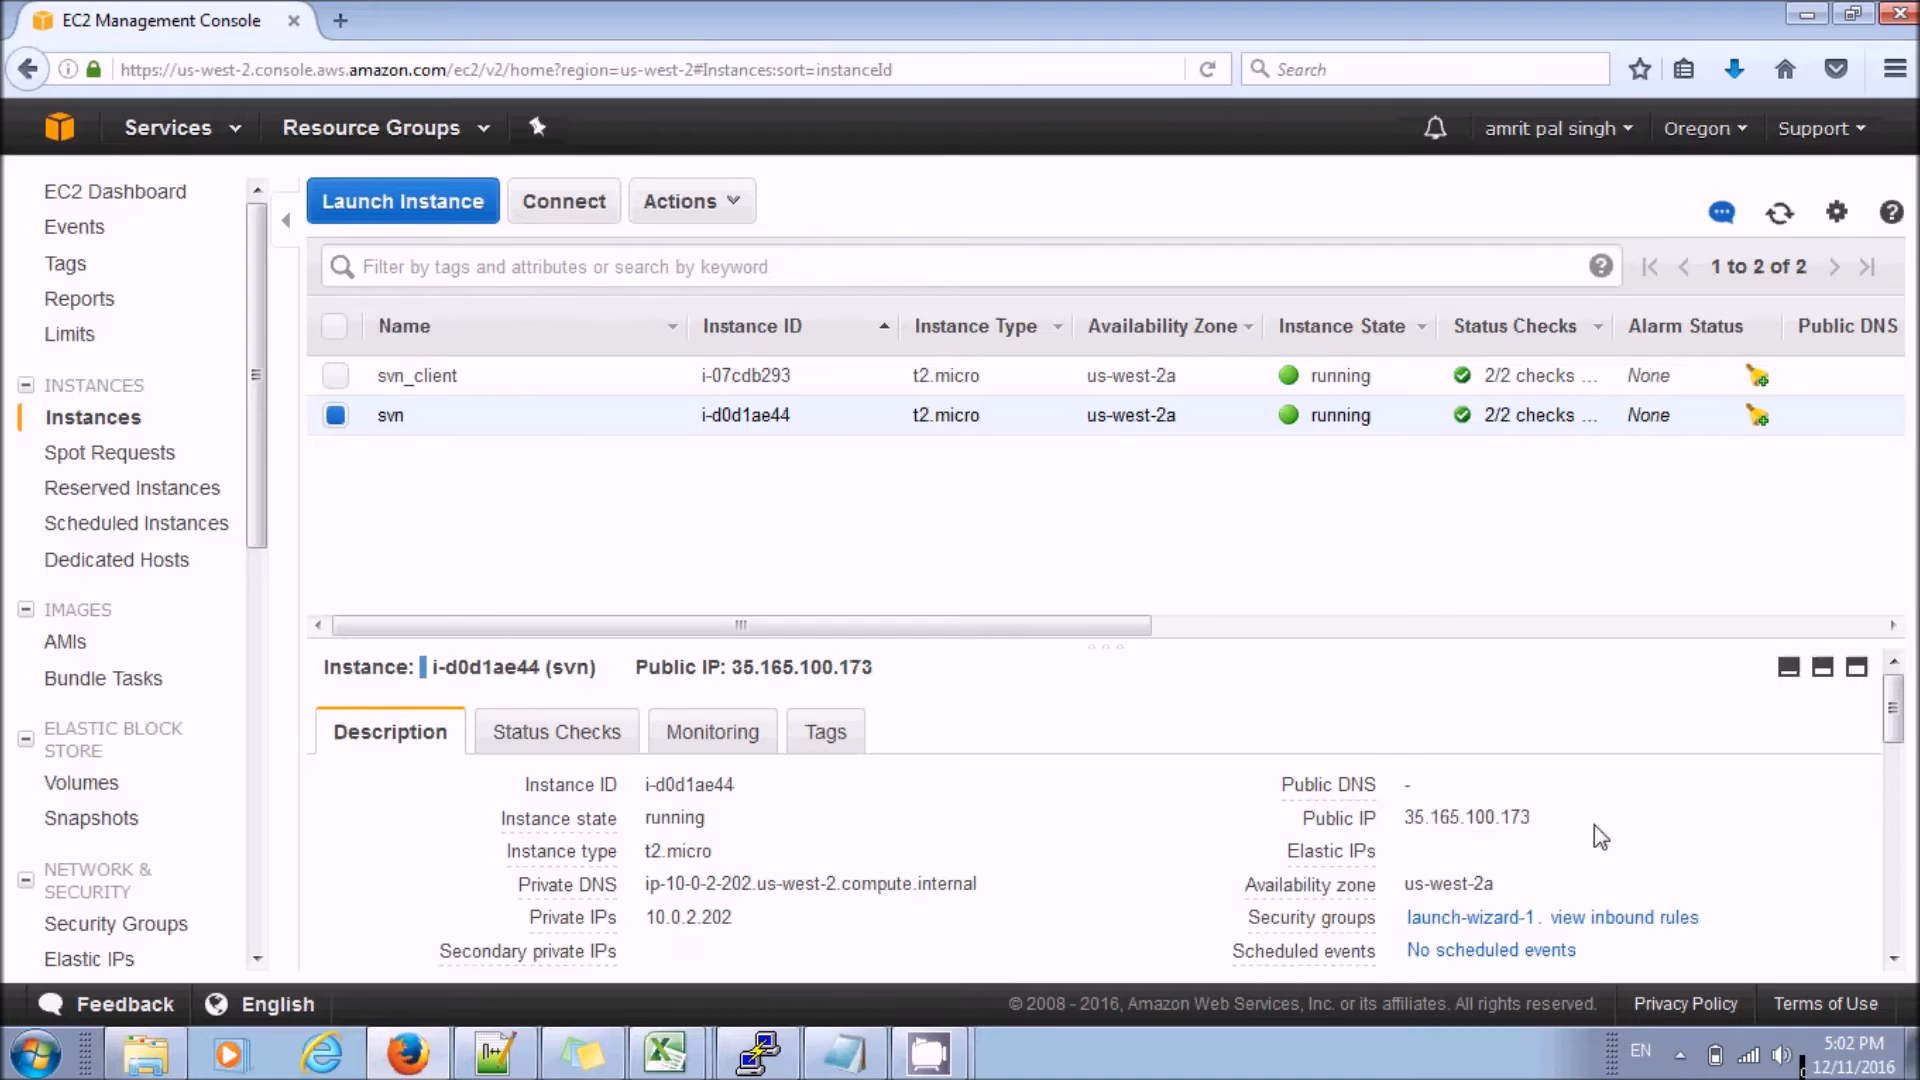 EC2 Management Console
https://us-west-2.console.aws.amazon.com/ec2/v2/home?region=us-west-2#Instances:sort=instanceId
Search
Services
Resource Groups
amrit pal singh
Oregon
Support
EC2 Dashboard
Events
Tags
Reports
Limits
INSTANCES
Instances
Spot Requests
Reserved Instances
Scheduled Instances
Dedicated Hosts
IMAGES
AMIs
Bundle Tasks
ELASTIC BLOCK
STORE
Volumes
Snapshots
NETWORK &
SECURITY
Security Groups
Elastic IPs
Launch Instance
Connect
Actions
Filter by tags and attributes or search by keyword
1 to 2 of 2
Name Instance ID Instance Type Availability Zone Instance State Status Checks Alarm Status Public DNS
svn_client i-07cdb293 t2.micro us-west-2a running 2/2 checks ... None
svn i-d0d1ae44 t2.micro us-west-2a running 2/2 checks ... None
Instance: i-d0d1ae44 (svn) Public IP: 35.165.100.173
Description Status Checks Monitoring Tags
Instance ID i-d0d1ae44
Instance state running
Instance type t2.micro
Private DNS ip-10-0-2-202.us-west-2.compute.internal
Private IPs 10.0.2.202
Secondary private IPs
Public DNS -
Public IP 35.165.100.173
Elastic IPs
Availability zone us-west-2a
Security groups launch-wizard-1. view inbound rules
Scheduled events No scheduled events
Feedback
English
© 2008 - 2016, Amazon Web Services, Inc. or its affiliates. All rights reserved.
Privacy Policy
Terms of Use
EN
5:02 PM
12/11/2016